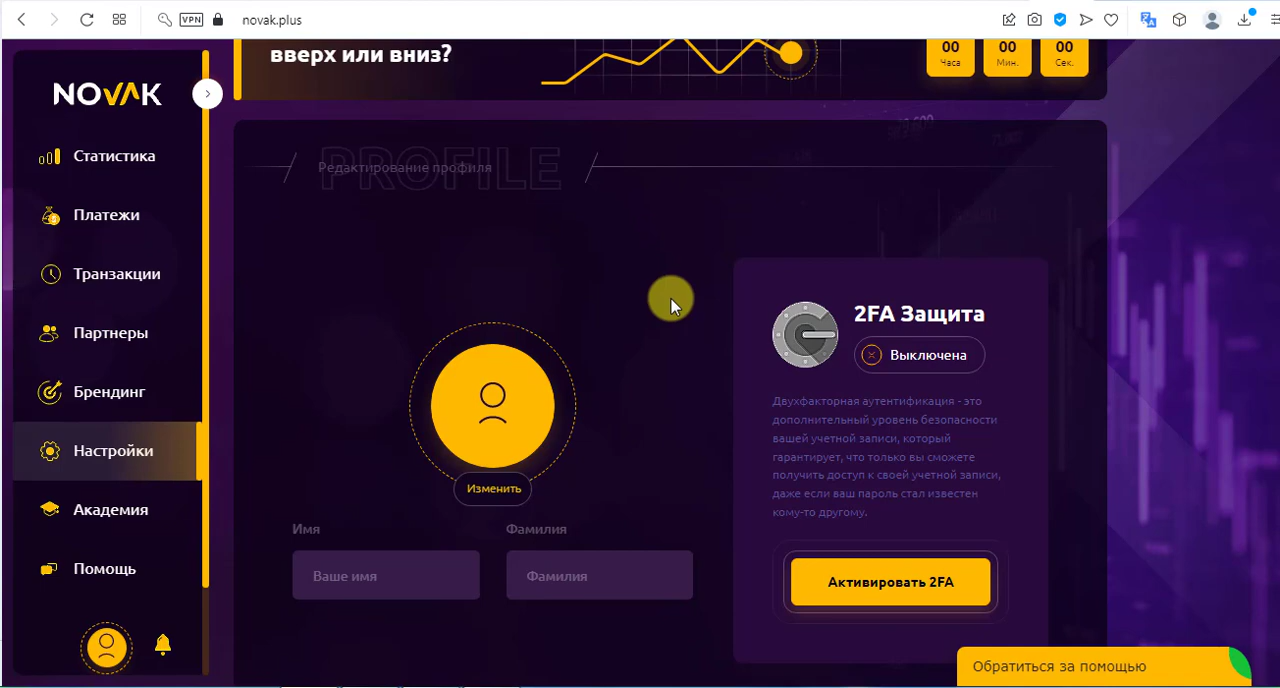 VPN
novak.plus
вверх или вниз?
00
00
00
Часа
Мин.
Сек.
NOVAK
Статистика
Платежи
Транзакции
Партнеры
Брендинг
Настройки
Академия
Помощь
PROFILE
Редактирование профиля
Изменить
Имя
Фамилия
Ваше имя
Фамилия
2FA Защита
Выключена
Двухфакторная аутентификация - это
дополнительный уровень безопасности
вашей учетной записи, который
гарантирует, что только вы сможете
получить доступ к своей учетной записи,
даже если ваш пароль стал известен
кому-то другому.
Активировать 2FA
Обратиться за помощью